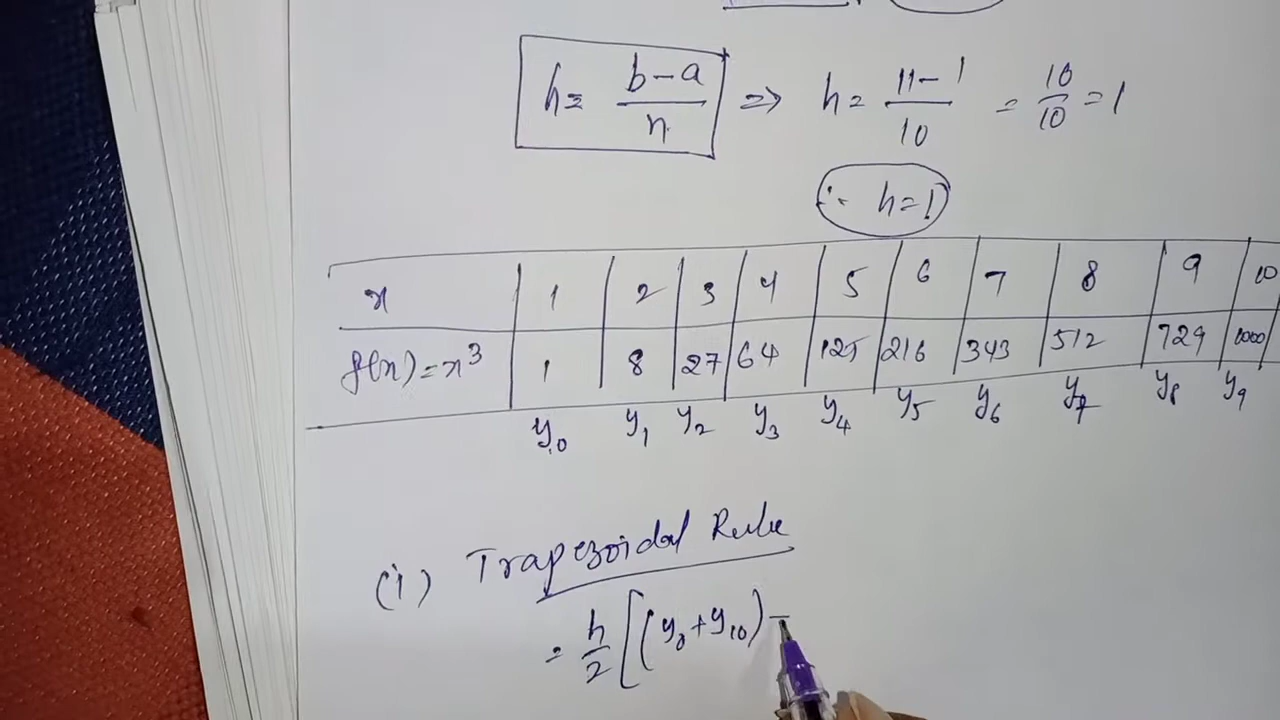 h = b-a/n => h = 11-1/10 = 10/10 = 1
∴ h=1
x 1 2 3 4 5 6 7 8 9 10
f(x)=x³ 1 8 27 64 125 216 343 512 729 1000
y₀ y₁ y₂ y₃ y₄ y₅ y₆ y₇ y₈ y₉
(i) Trapezoidal Rule
= h/2 [(y₀+y₁₀)